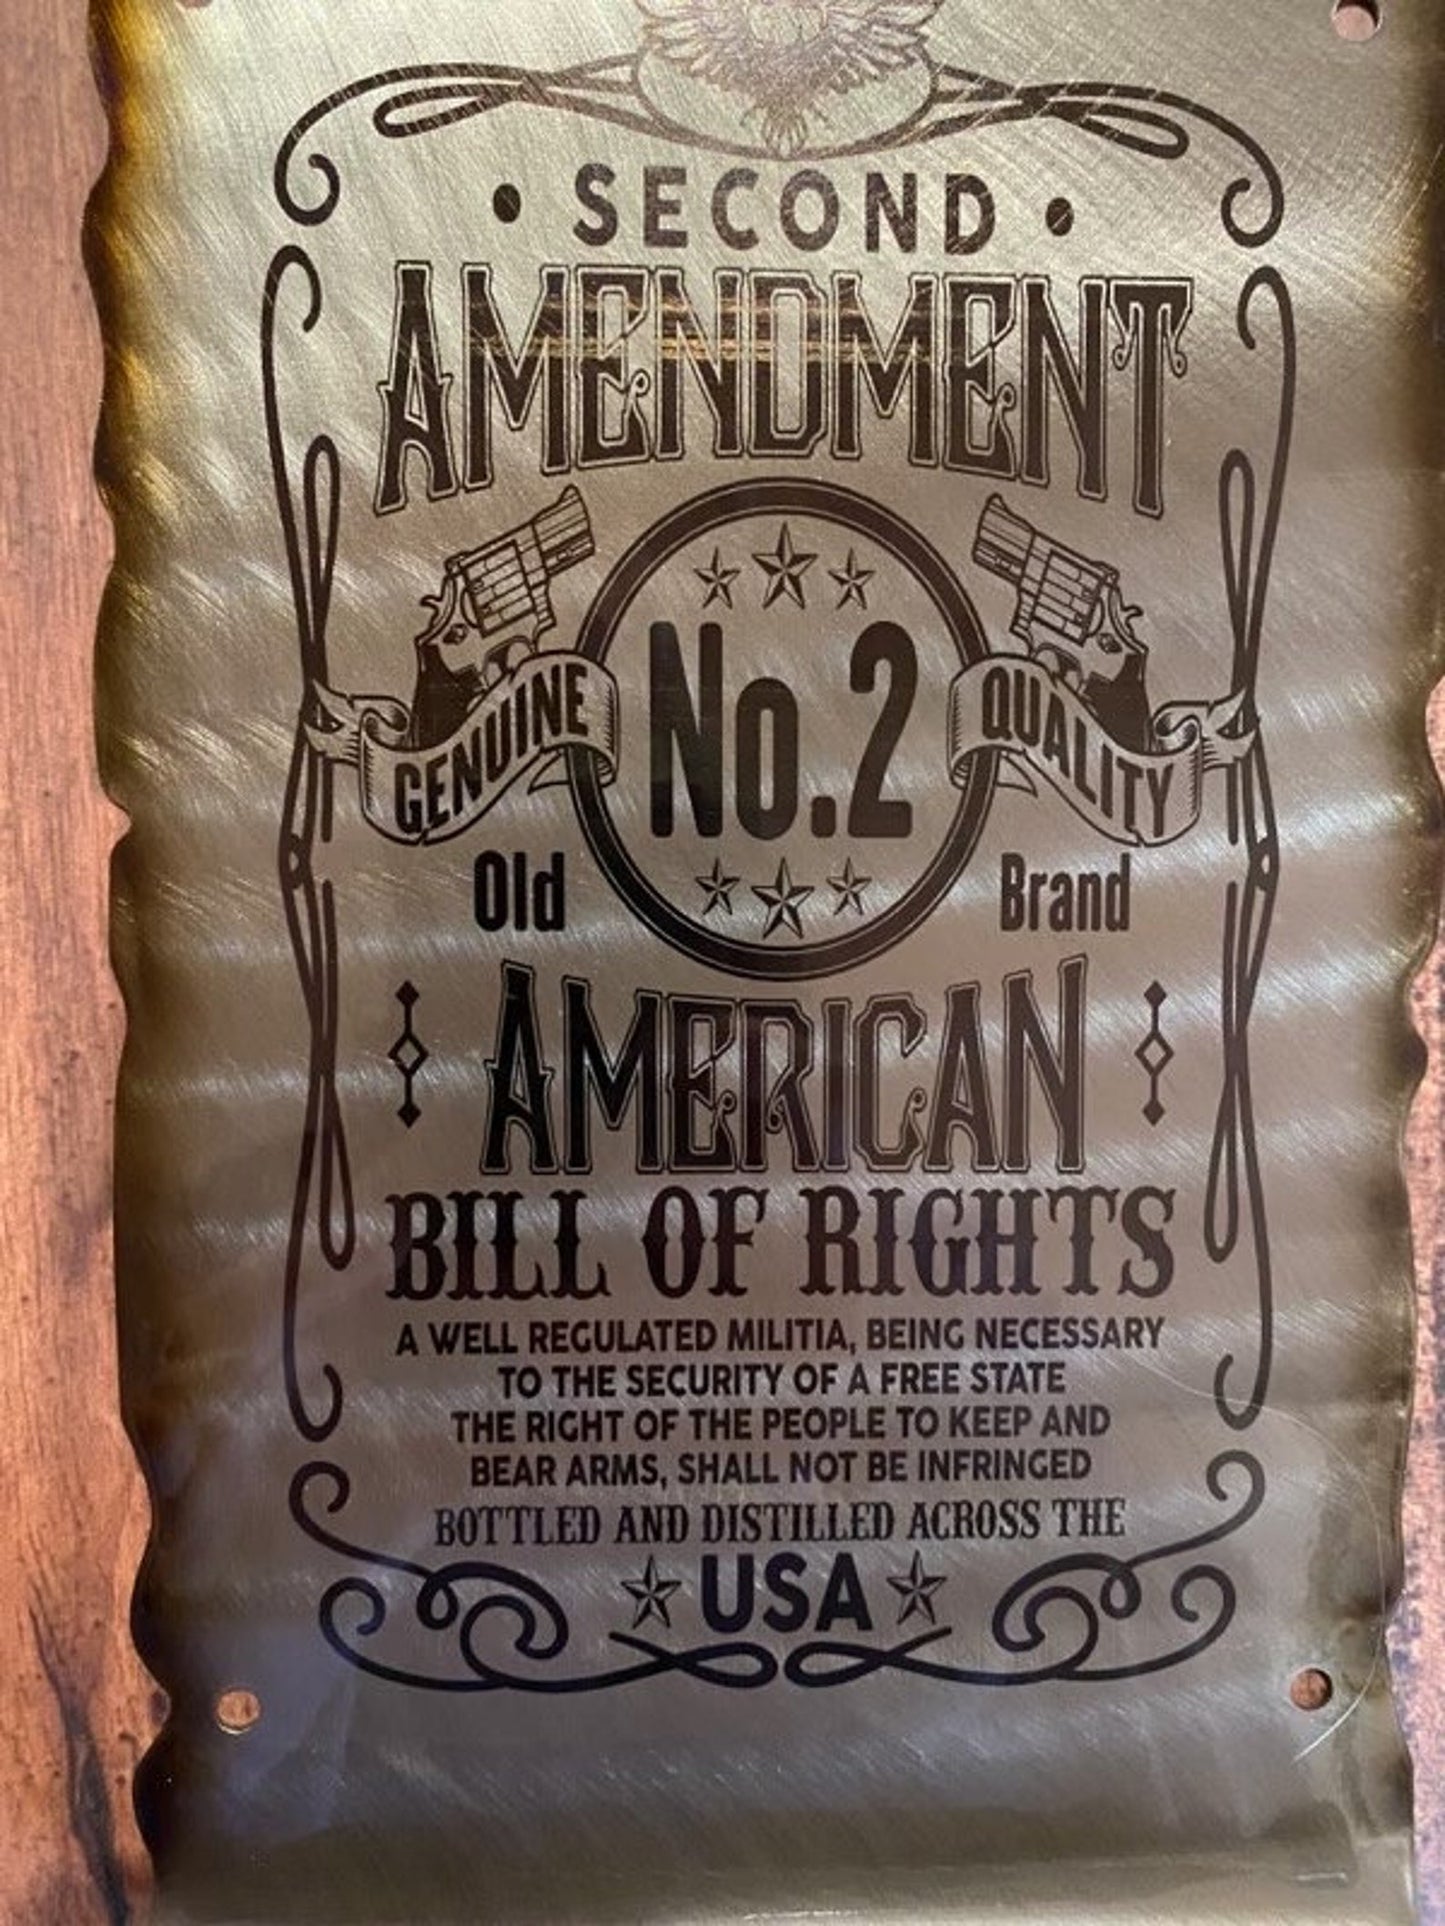 • SECOND •
AMENDMENT
GENUINE No.2 QUALITY
Old Brand
AMERICAN
BILL OF RIGHTS
A WELL REGULATED MILITIA, BEING NECESSARY
TO THE SECURITY OF A FREE STATE
THE RIGHT OF THE PEOPLE TO KEEP AND
BEAR ARMS, SHALL NOT BE INFRINGED
BOTTLED AND DISTILLED ACROSS THE
USA